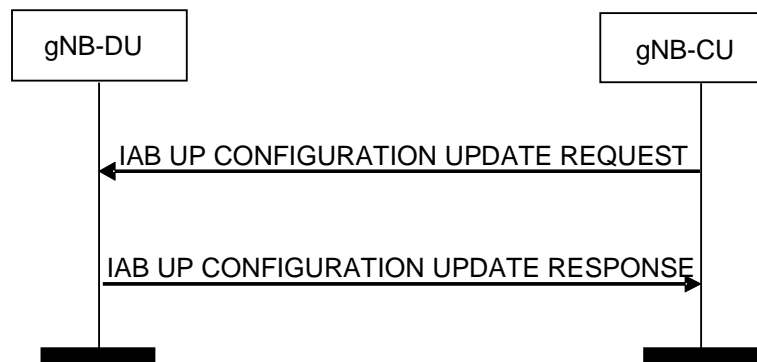 gNB-DU
gNB-CU
IAB UP CONFIGURATION UPDATE REQUEST
IAB UP CONFIGURATION UPDATE RESPONSE